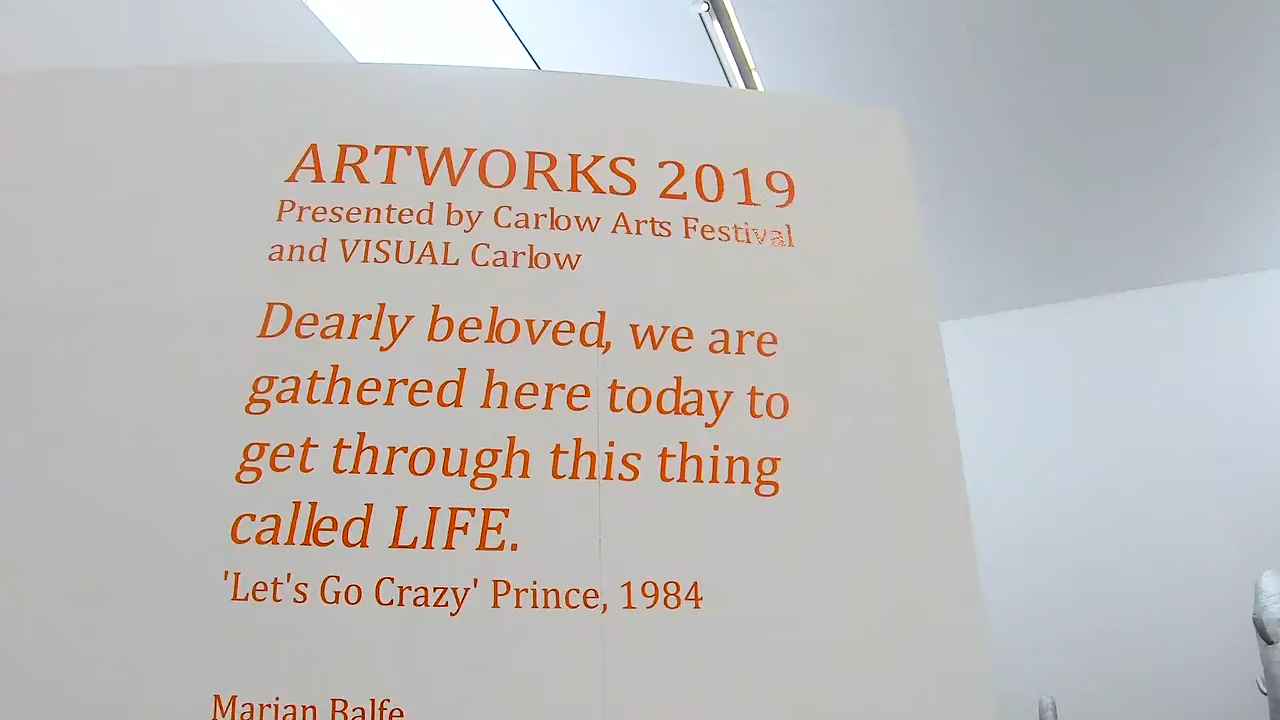 ARTWORKS 2019
Presented by Carlow Arts Festival
and VISUAL Carlow
Dearly beloved, we are
gathered here today to
get through this thing
called LIFE.
'Let's Go Crazy' Prince, 1984
Marian Balfe